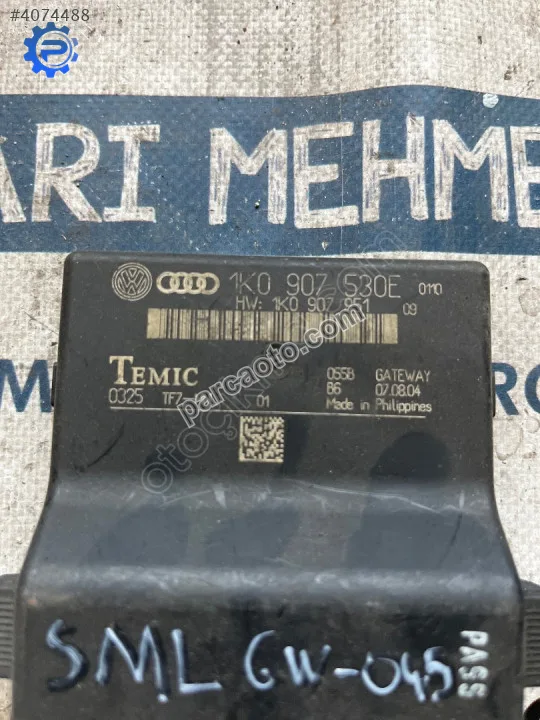 #4074488
ARI MEHME
1K0 907 530E 0110
HW: 1K0 907 951 09
TEMIC 0558 GATEWAY
B6 07.08.04
0325 TF7 01 Made in Philippines
parcaoto.com
SML GW-045
PASS